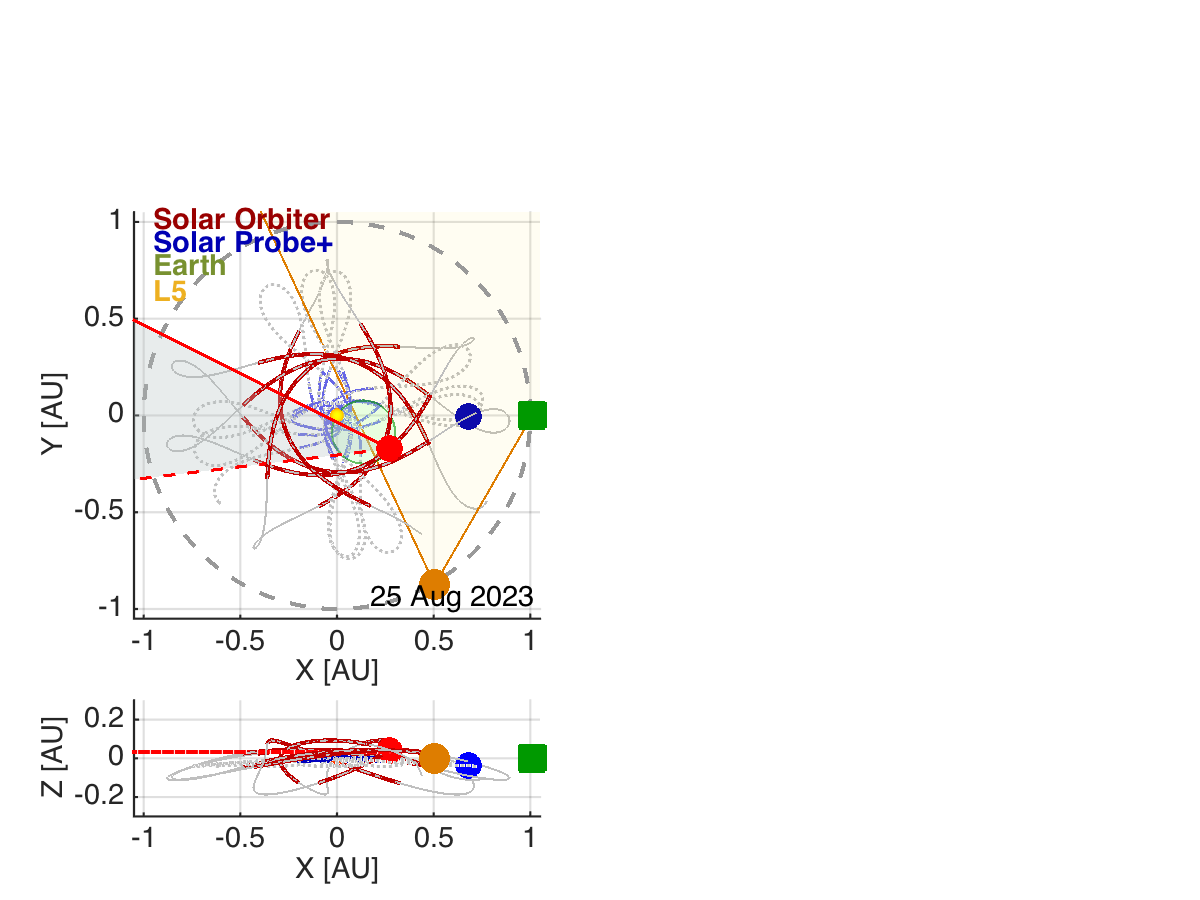 Solar Orbiter
Solar Probe+
Earth
L5
1
0.5
0
-0.5
-1
Y [AU]
25 Aug 2023
-1 -0.5 0 0.5 1
X [AU]
0.2
0
-0.2
Z [AU]
-1 -0.5 0 0.5 1
X [AU]